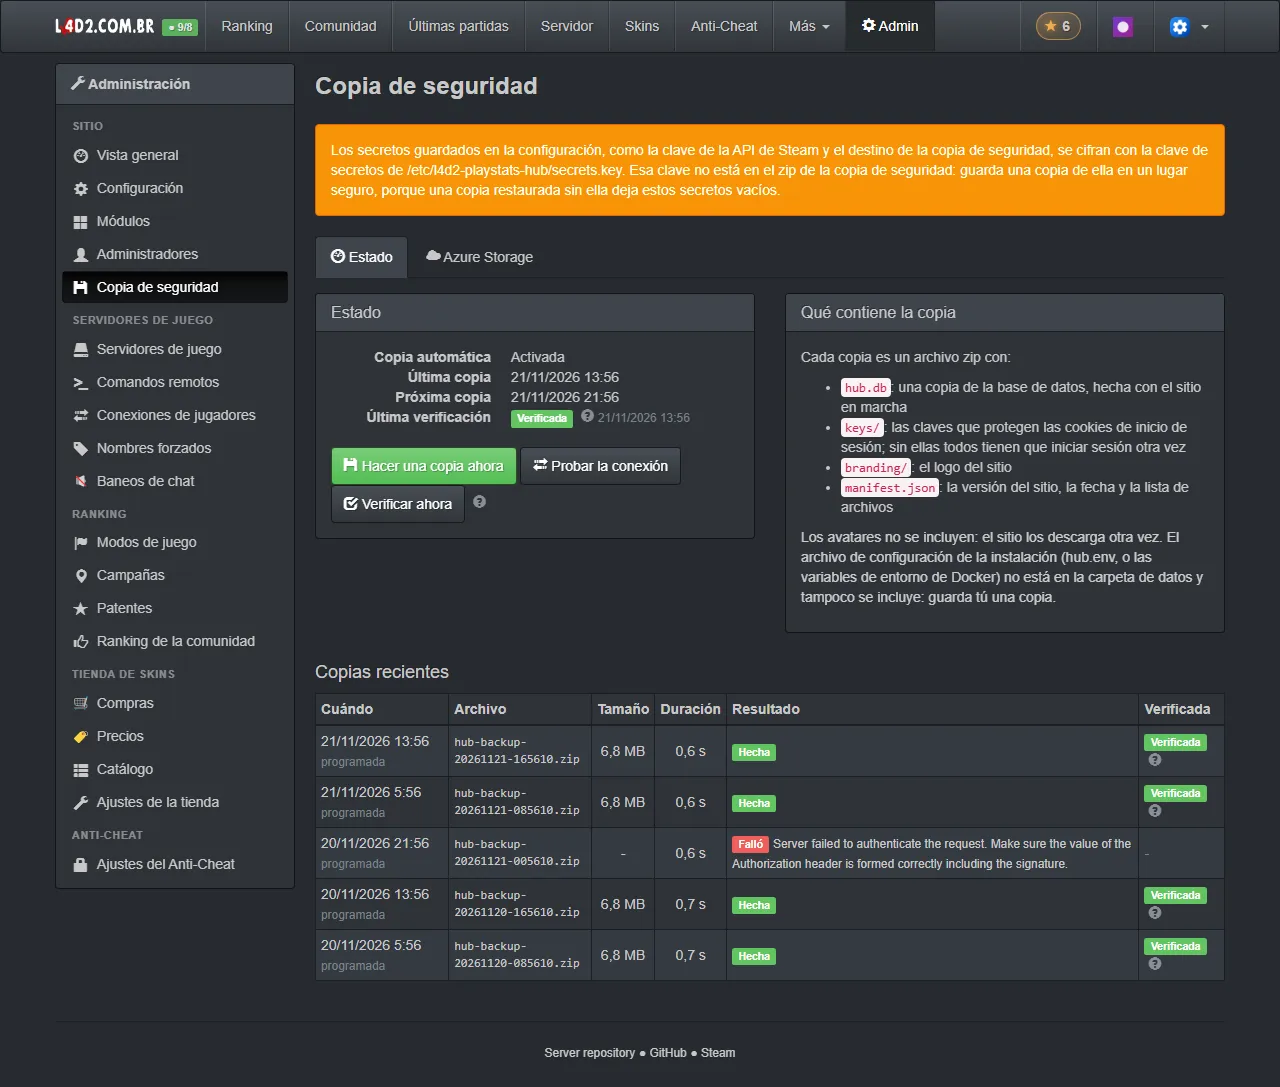 L4D2.COM.BR ● 9/8 Ranking Comunidad Últimas partidas Servidor Skins Anti-Cheat Más Admin ★ 6
Administración
SITIO
Vista general
Configuración
Módulos
Administradores
Copia de seguridad
SERVIDORES DE JUEGO
Servidores de juego
Comandos remotos
Conexiones de jugadores
Nombres forzados
Baneos de chat
RANKING
Modos de juego
Campañas
Patentes
Ranking de la comunidad
TIENDA DE SKINS
Compras
Precios
Catálogo
Ajustes de la tienda
ANTI-CHEAT
Ajustes del Anti-Cheat
Copia de seguridad
Los secretos guardados en la configuración, como la clave de la API de Steam y el destino de la copia de seguridad, se cifran con la clave de
secretos de /etc/l4d2-playstats-hub/secrets.key. Esa clave no está en el zip de la copia de seguridad: guarda una copia de ella en un lugar
seguro, porque una copia restaurada sin ella deja estos secretos vacíos.
Estado Azure Storage
Estado
Copia automática Activada
Última copia 21/11/2026 13:56
Próxima copia 21/11/2026 21:56
Última verificación Verificada ? 21/11/2026 13:56
Hacer una copia ahora Probar la conexión
Verificar ahora ?
Qué contiene la copia
Cada copia es un archivo zip con:
• hub.db: una copia de la base de datos, hecha con el sitio
en marcha
• keys/: las claves que protegen las cookies de inicio de
sesión; sin ellas todos tienen que iniciar sesión otra vez
• branding/: el logo del sitio
• manifest.json: la versión del sitio, la fecha y la lista de
archivos
Los avatares no se incluyen: el sitio los descarga otra vez. El
archivo de configuración de la instalación (hub.env, o las
variables de entorno de Docker) no está en la carpeta de datos y
tampoco se incluye: guarda tú una copia.
Copias recientes
Cuándo Archivo Tamaño Duración Resultado Verificada
21/11/2026 13:56 programada hub-backup-20261121-165610.zip 6,8 MB 0,6 s Hecha Verificada ?
21/11/2026 5:56 programada hub-backup-20261121-085610.zip 6,8 MB 0,6 s Hecha Verificada ?
20/11/2026 21:56 programada hub-backup-20261121-005610.zip - 0,6 s Falló Server failed to authenticate the request. Make sure the value of the Authorization header is formed correctly including the signature. -
20/11/2026 13:56 programada hub-backup-20261120-165610.zip 6,8 MB 0,7 s Hecha Verificada ?
20/11/2026 5:56 programada hub-backup-20261120-085610.zip 6,8 MB 0,7 s Hecha Verificada ?
Server repository ● GitHub ● Steam